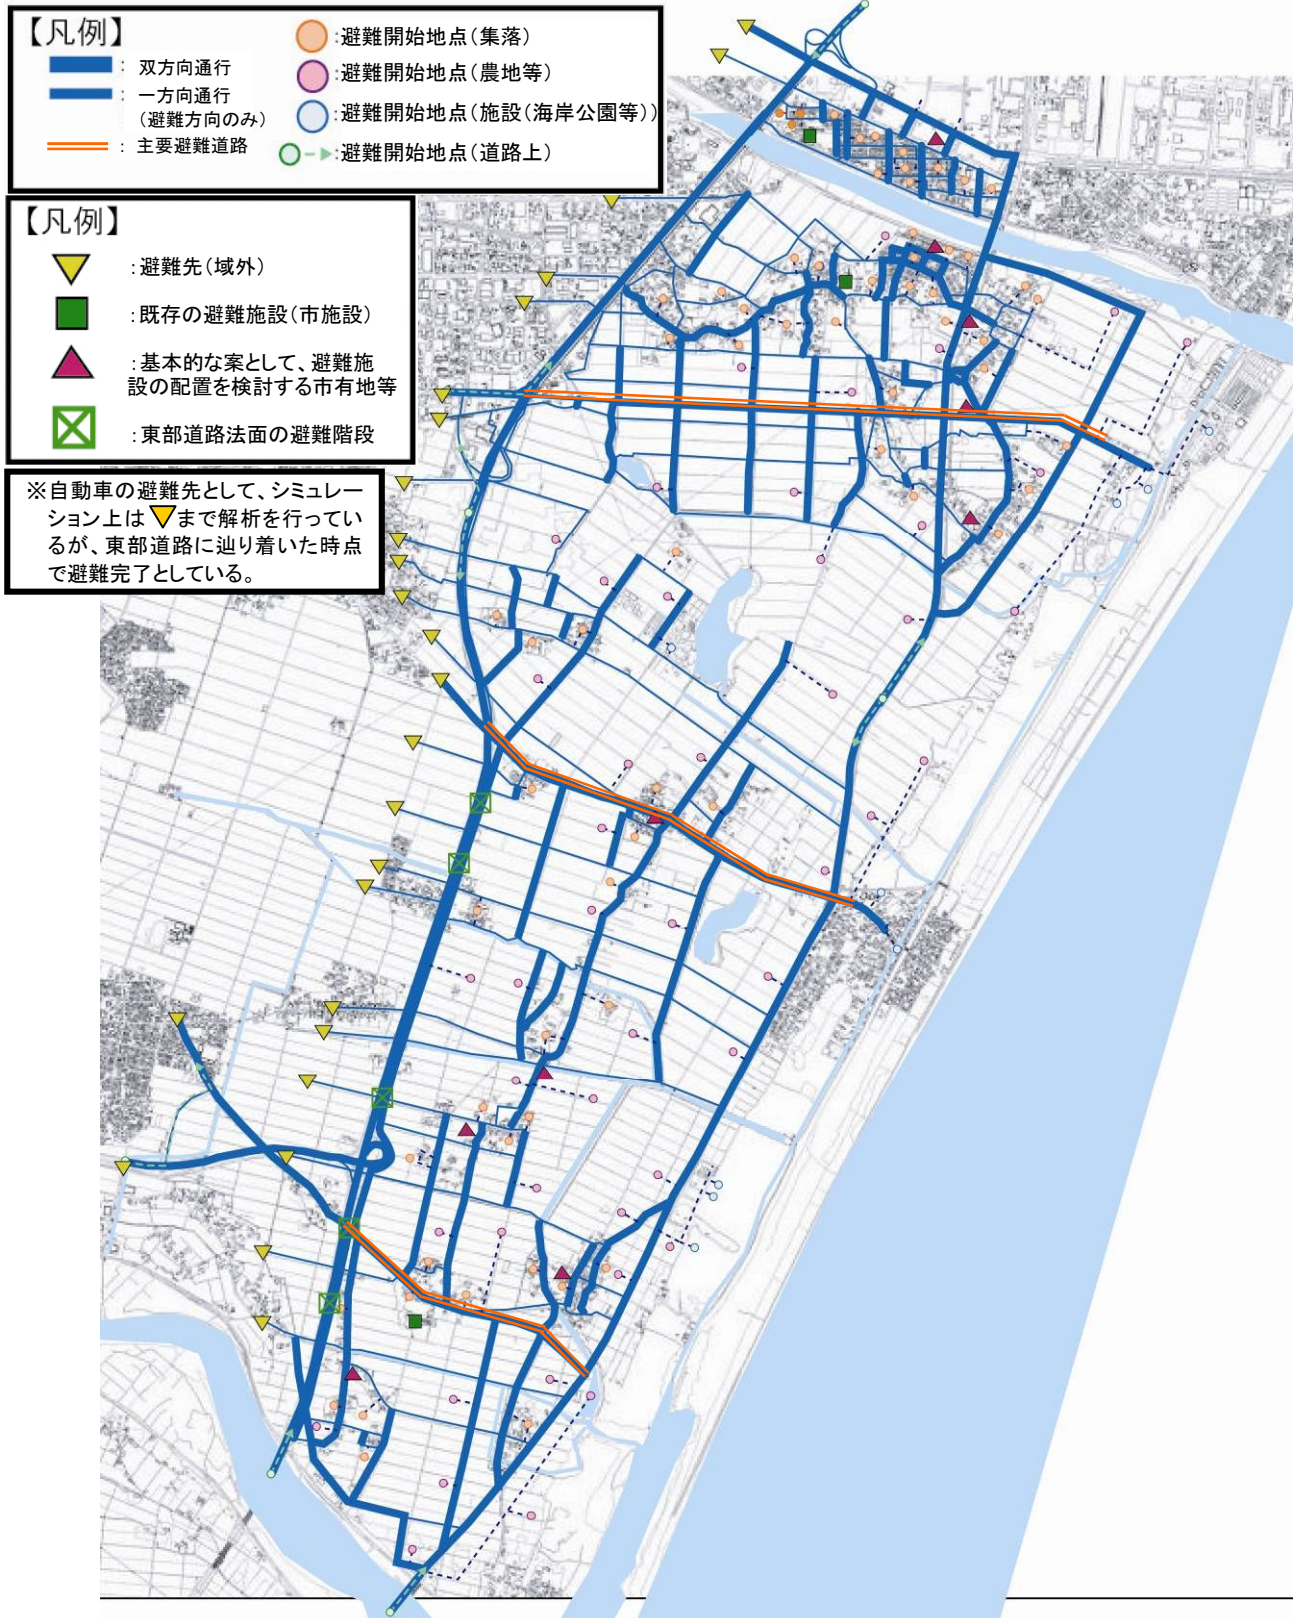 【凡例】
：双方向通行
：一方向通行
（避難方向のみ）
：主要避難道路
：避難開始地点（集落）
：避難開始地点（農地等）
：避難開始地点（施設（海岸公園等））
：避難開始地点（道路上）
【凡例】
：避難先（域外）
：既存の避難施設（市施設）
：基本的な案として、避難施
設の配置を検討する市有地等
：東部道路法面の避難階段
※自動車の避難先として、シミュレー
ション上は▽まで解析を行ってい
るが、東部道路に辿り着いた時点
で避難完了としている。